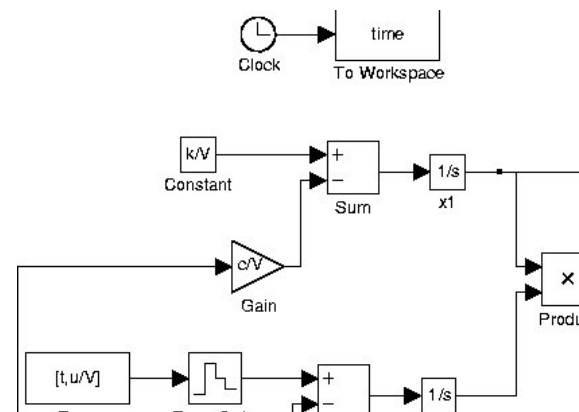 time
Clock
To Workspace
k/V
+
−
1/s
Constant
Sum
x1
c/V
×
Gain
[t,u/V]
+
−
1/s